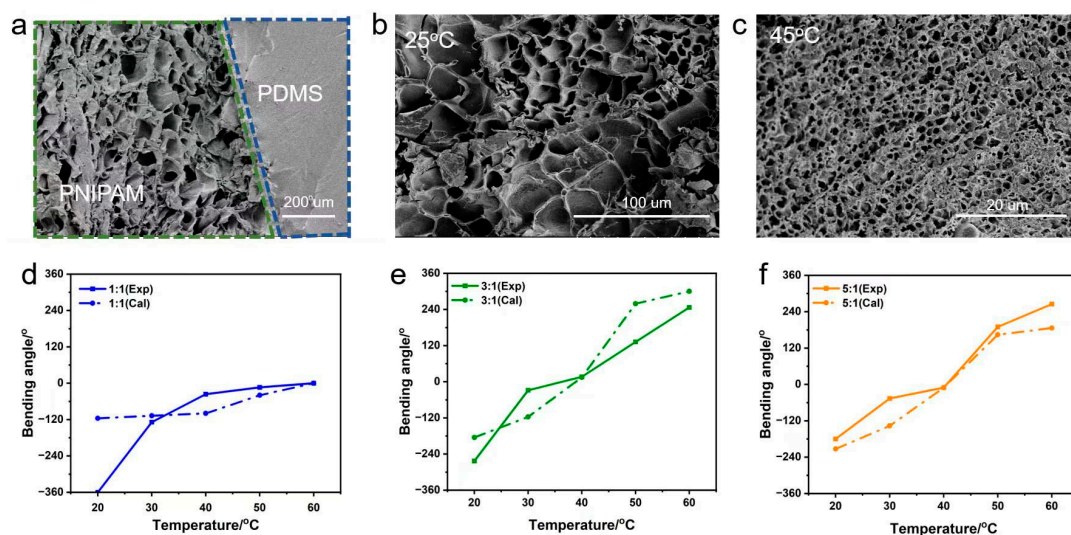 a
PDMS
PNIPAM
200 um
b
25°C
100 um
c
45°C
20 um
d
1:1(Exp)
1:1(Cal)
Bending angle/°
360
240
120
0
−120
−240
−360
20
30
40
50
60
Temperature/°C
e
3:1(Exp)
3:1(Cal)
Bending angle/°
360
240
120
0
−120
−240
−360
20
30
40
50
60
Temperature/°C
f
5:1(Exp)
5:1(Cal)
Bending angle/°
360
240
120
0
−120
−240
−360
20
30
40
50
60
Temperature/°C